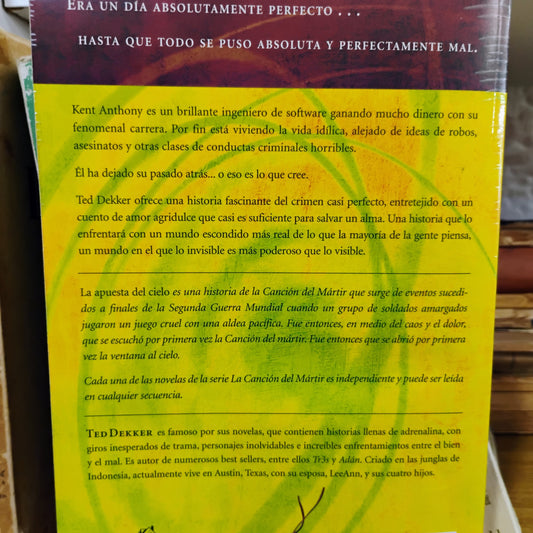 ERA UN DÍA ABSOLUTAMENTE PERFECTO . . .
HASTA QUE TODO SE PUSO ABSOLUTA Y PERFECTAMENTE MAL.
Kent Anthony es un brillante ingeniero de software ganando mucho dinero con su
fenomenal carrera. Por fin está viviendo la vida idílica, alejado de ideas de robos,
asesinatos y otras clases de conductas criminales horribles.
Él ha dejado su pasado atrás... o eso es lo que cree.
Ted Dekker ofrece una historia fascinante del crimen casi perfecto, entretejido con un
cuento de amor agridulce que casi es suficiente para salvar un alma. Una historia que lo
enfrentará con un mundo escondido más real de lo que la mayoría de la gente piensa,
un mundo en el que lo invisible es más poderoso que lo visible.
La apuesta del cielo es una historia de la Canción del Mártir que surge de eventos sucedi-
dos a finales de la Segunda Guerra Mundial cuando un grupo de soldados amargados
jugaron un juego cruel con una aldea pacífica. Fue entonces, en medio del caos y el dolor,
que se escuchó por primera vez la Canción del mártir. Fue entonces que se abrió por primera
vez la ventana al cielo.
Cada una de las novelas de la serie La Canción del Mártir es independiente y puede ser leída
en cualquier secuencia.
TED DEKKER es famoso por sus novelas, que contienen historias llenas de adrenalina, con
giros inesperados de trama, personajes inolvidables e increíbles enfrentamientos entre el bien
y el mal. Es autor de numerosos best sellers, entre ellos Tr3s y Adán. Criado en las junglas de
Indonesia, actualmente vive en Austin, Texas, con su esposa, LeeAnn, y sus cuatro hijos.